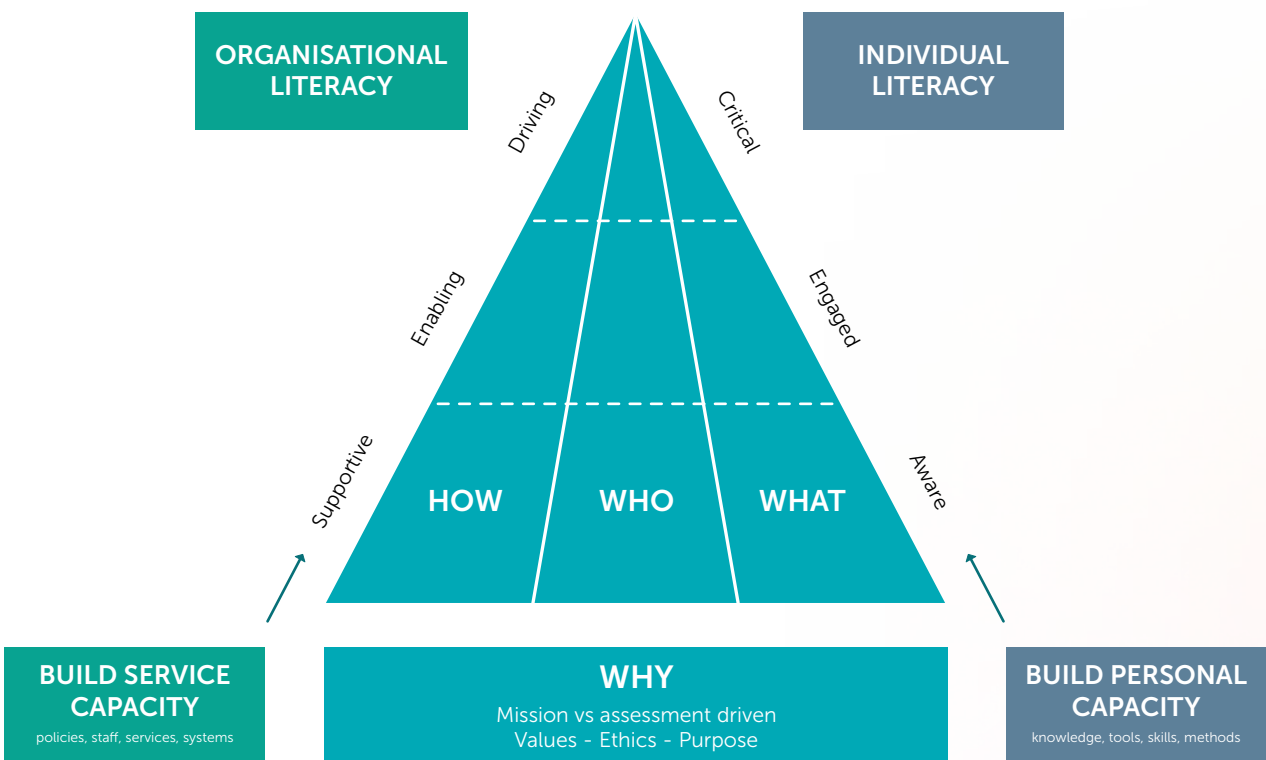 ORGANISATIONAL
LITERACY
INDIVIDUAL
LITERACY
Driving
Critical
Enabling
Engaged
Supportive
Aware
HOW
WHO
WHAT
BUILD SERVICE
CAPACITY
policies, staff, services, systems
WHY
Mission vs assessment driven
Values - Ethics - Purpose
BUILD PERSONAL
CAPACITY
knowledge, tools, skills, methods